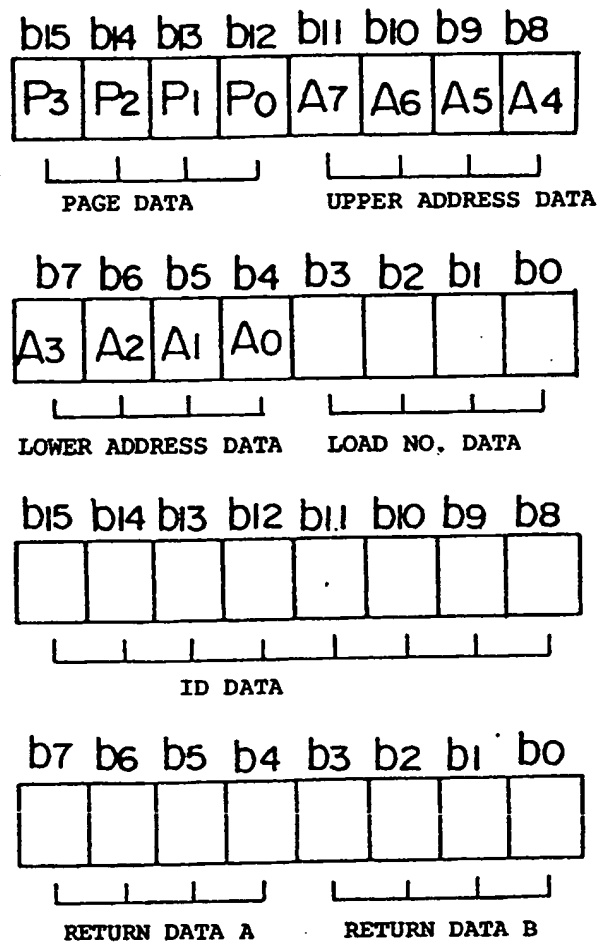 b15 b14 b13 b12 b11 b10 b9 b8
P3 P2 P1 P0 A7 A6 A5 A4
PAGE DATA UPPER ADDRESS DATA
b7 b6 b5 b4 b3 b2 b1 b0
A3 A2 A1 A0
LOWER ADDRESS DATA LOAD NO. DATA
b15 b14 b13 b12 b11 b10 b9 b8
ID DATA
b7 b6 b5 b4 b3 b2 b1 b0
RETURN DATA A RETURN DATA B